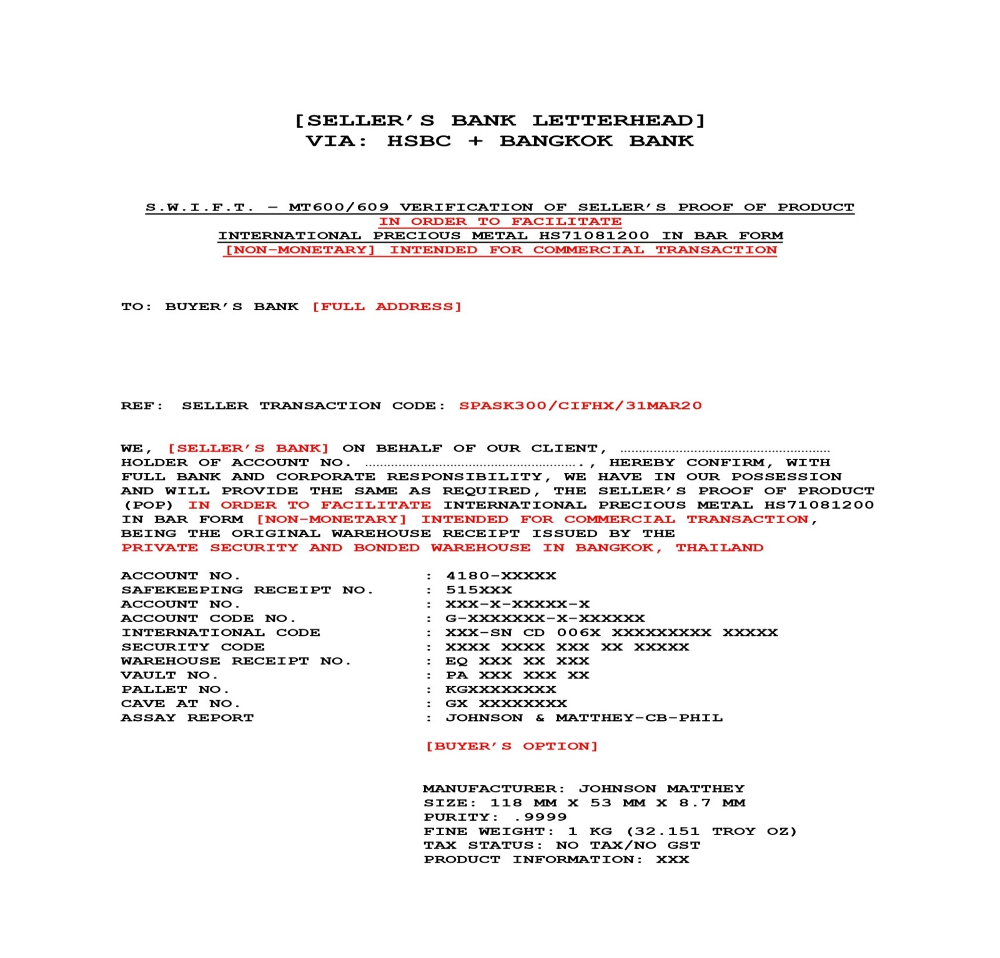 [SELLER'S BANK LETTERHEAD]
VIA: HSBC + BANGKOK BANK
S.W.I.F.T. – MT600/609 VERIFICATION OF SELLER'S PROOF OF PRODUCT
IN ORDER TO FACILITATE
INTERNATIONAL PRECIOUS METAL HS71081200 IN BAR FORM
[NON-MONETARY] INTENDED FOR COMMERCIAL TRANSACTION
TO: BUYER'S BANK [FULL ADDRESS]
REF: SELLER TRANSACTION CODE: SPASK300/CIFHX/31MAR20
WE, [SELLER'S BANK] ON BEHALF OF OUR CLIENT, ………………………………………………
HOLDER OF ACCOUNT NO. ………………………………………………., HEREBY CONFIRM, WITH
FULL BANK AND CORPORATE RESPONSIBILITY, WE HAVE IN OUR POSSESSION
AND WILL PROVIDE THE SAME AS REQUIRED, THE SELLER'S PROOF OF PRODUCT
(POP) IN ORDER TO FACILITATE INTERNATIONAL PRECIOUS METAL HS71081200
IN BAR FORM [NON-MONETARY] INTENDED FOR COMMERCIAL TRANSACTION,
BEING THE ORIGINAL WAREHOUSE RECEIPT ISSUED BY THE
PRIVATE SECURITY AND BONDED WAREHOUSE IN BANGKOK, THAILAND
ACCOUNT NO. : 4180-XXXXX
SAFEKEEPING RECEIPT NO. : 515XXX
ACCOUNT NO. : XXX-X-XXXXX-X
ACCOUNT CODE NO. : G-XXXXXXX-X-XXXXXX
INTERNATIONAL CODE : XXX-SN CD 006X XXXXXXXXX XXXXX
SECURITY CODE : XXXX XXXX XXX XX XXXXX
WAREHOUSE RECEIPT NO. : EQ XXX XX XXX
VAULT NO. : PA XXX XXX XX
PALLET NO. : KGXXXXXXXX
CAVE AT NO. : GX XXXXXXXX
ASSAY REPORT : JOHNSON & MATTHEY-CB-PHIL
[BUYER'S OPTION]
MANUFACTURER: JOHNSON MATTHEY
SIZE: 118 MM X 53 MM X 8.7 MM
PURITY: .9999
FINE WEIGHT: 1 KG (32.151 TROY OZ)
TAX STATUS: NO TAX/NO GST
PRODUCT INFORMATION: XXX